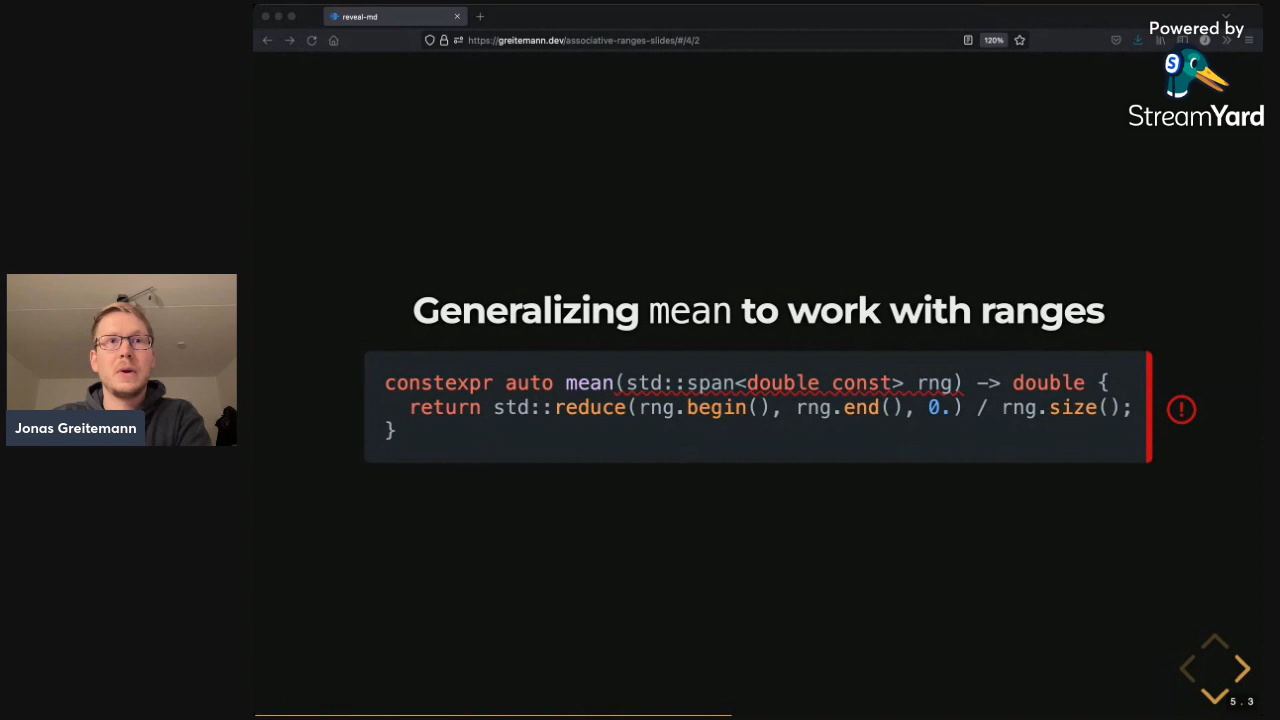 reveal-md
https://greitemann.dev/associative-ranges-slides/#/4/2
120%
Powered by
S
StreamYard
Generalizing mean to work with ranges
constexpr auto mean(std::span<double const> rng) -> double {
return std::reduce(rng.begin(), rng.end(), 0.) / rng.size();
}
!
Jonas Greitemann
5.3